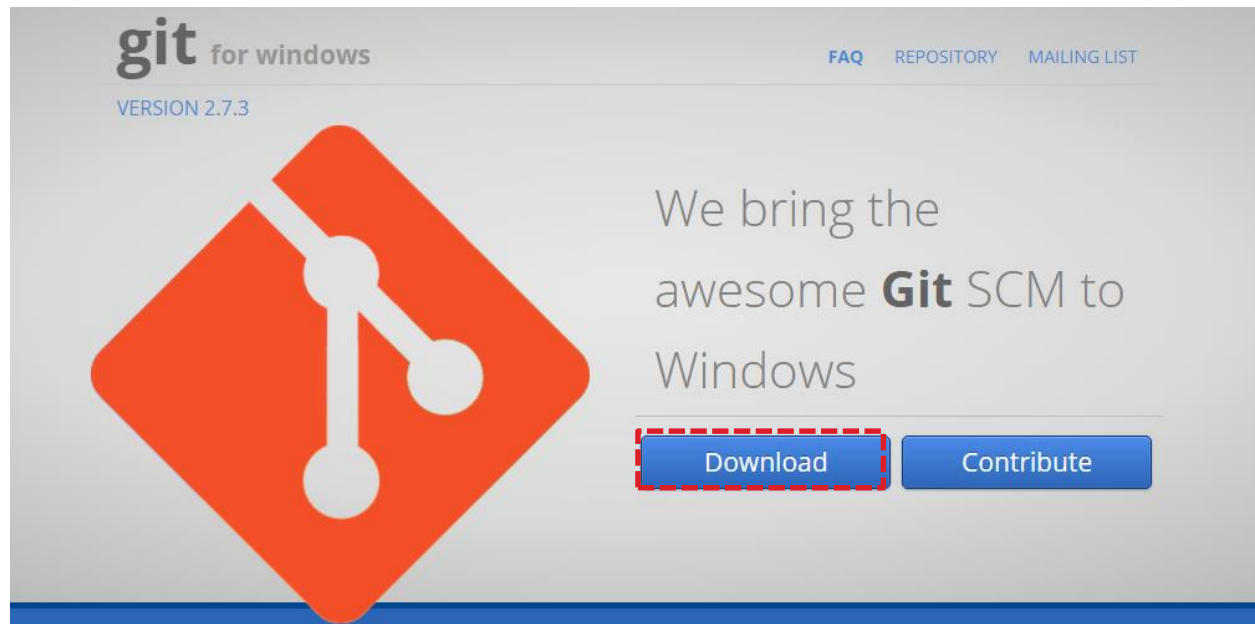 git for windows
FAQ REPOSITORY MAILING LIST
VERSION 2.7.3
We bring the
awesome Git SCM to
Windows
Download
Contribute